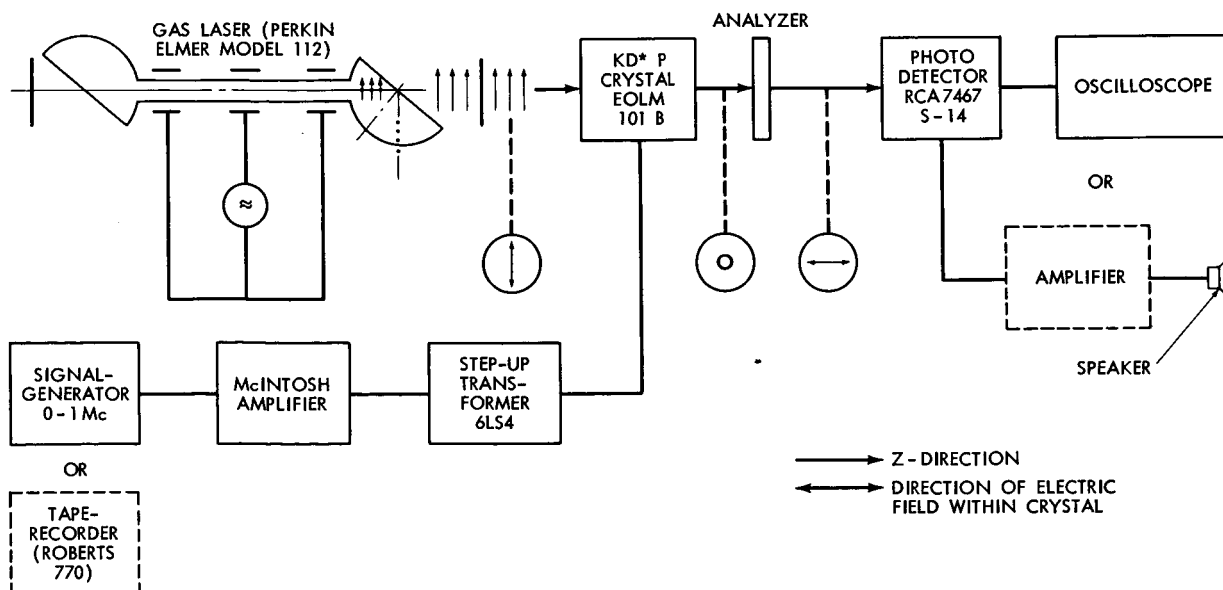 GAS LASER (PERKIN
ELMER MODEL 112)
≈
KD* P
CRYSTAL
EOLM
101 B
ANALYZER
PHOTO
DETECTOR
RCA 7467
S-14
OSCILLOSCOPE
OR
AMPLIFIER
SPEAKER
SIGNAL-
GENERATOR
0-1Mc
McINTOSH
AMPLIFIER
STEP-UP
TRANS-
FORMER
6LS4
OR
TAPE-
RECORDER
(ROBERTS
770)
Z-DIRECTION
DIRECTION OF ELECTRIC
FIELD WITHIN CRYSTAL